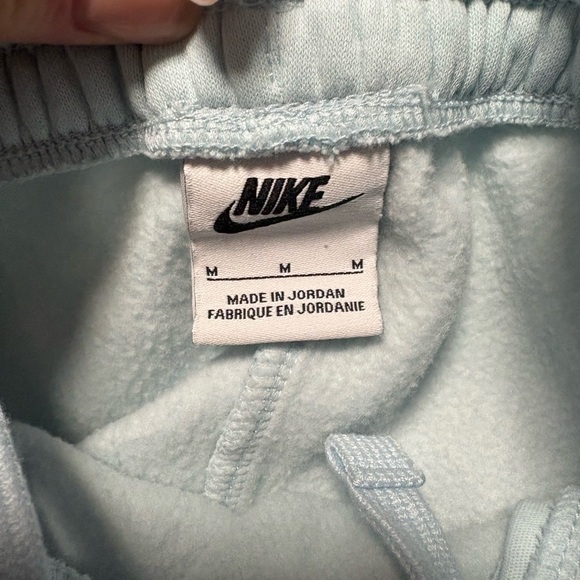 NIKE
M M M
MADE IN JORDAN
FABRIQUE EN JORDANIE